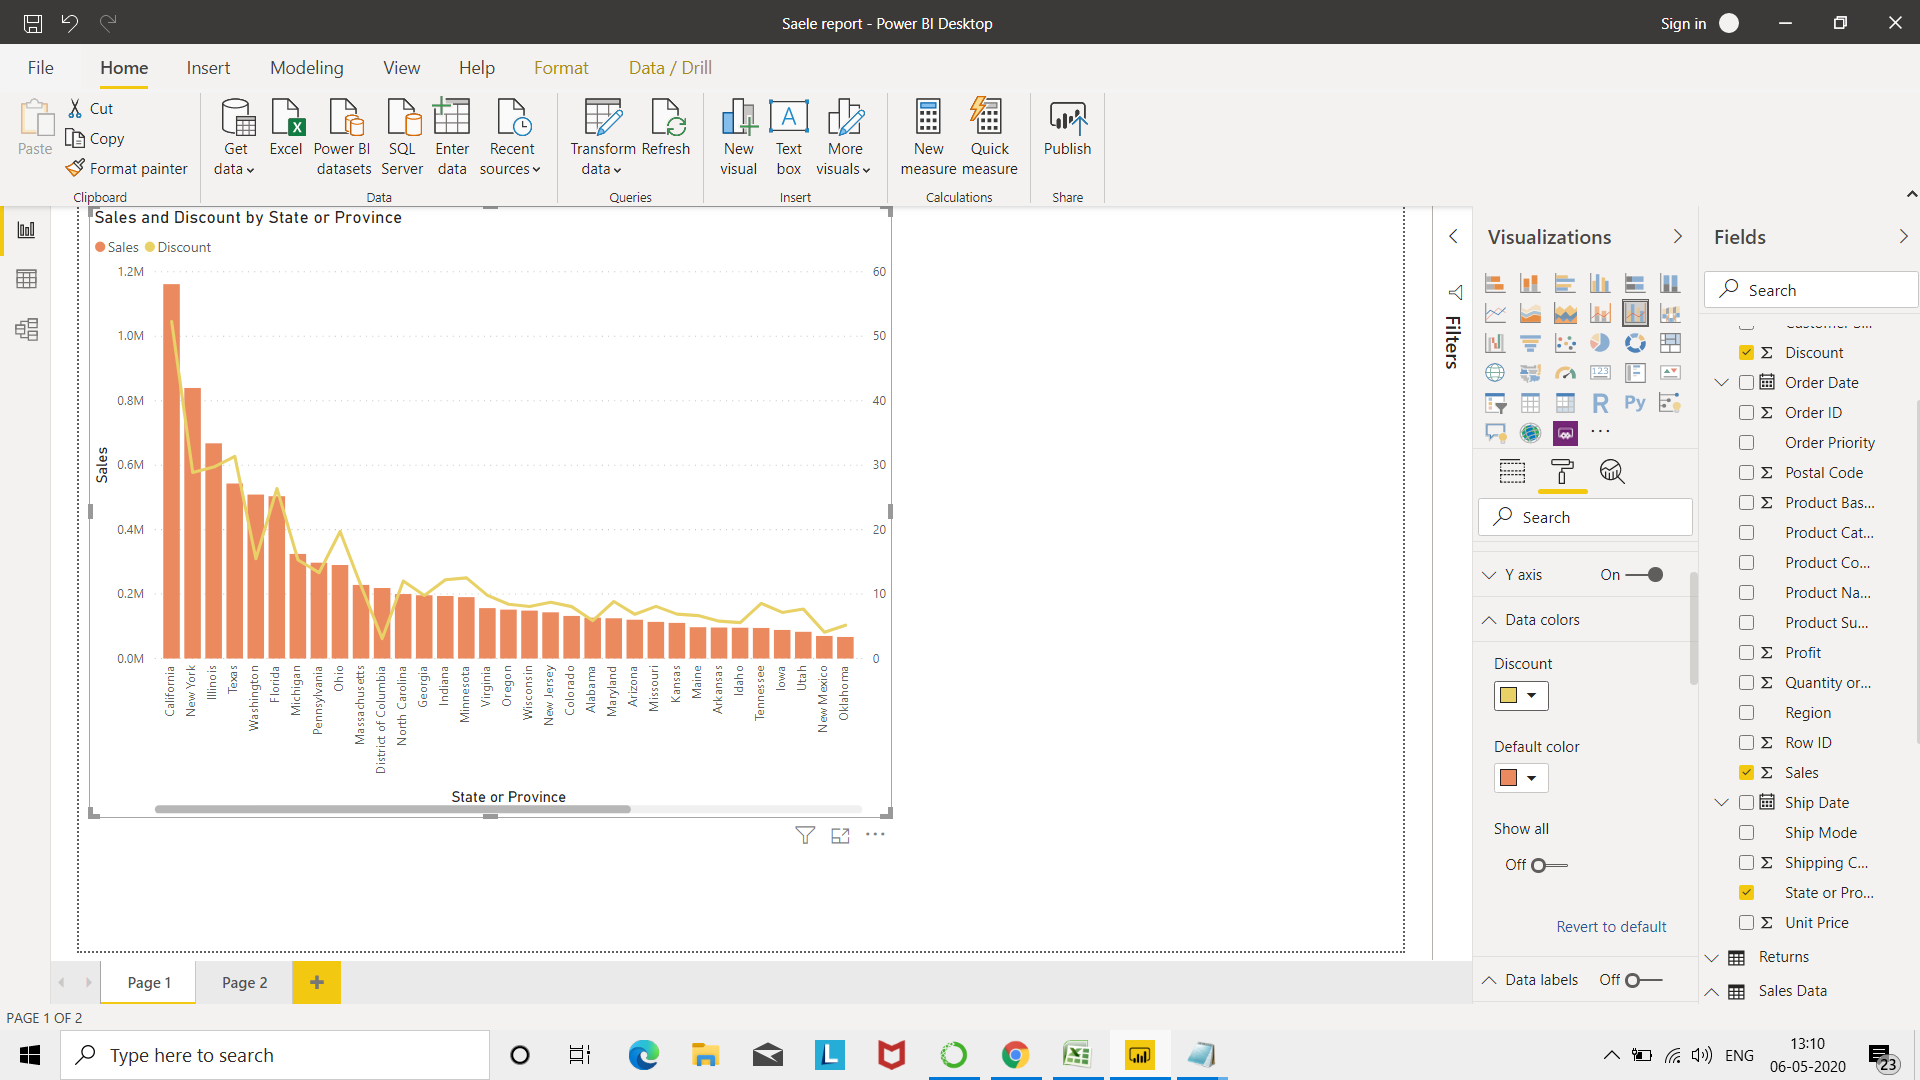 Saele report - Power BI Desktop
Sign in
File Home Insert Modeling View Help Format Data / Drill
Paste
Cut
Copy
Format painter
Clipboard
Get data
Excel
Power BI datasets
SQL Server
Enter data
Recent sources
Data
Transform data
Refresh
Queries
New visual
Text box
More visuals
Insert
New measure
Quick measure
Calculations
Publish
Share
Sales and Discount by State or Province
Sales Discount
1.2M
1.0M
0.8M
0.6M
0.4M
0.2M
0.0M
Sales
60
50
40
30
20
10
0
California
New York
Illinois
Texas
Washington
Florida
Michigan
Pennsylvania
Ohio
Massachusetts
District of Columbia
North Carolina
Georgia
Indiana
Minnesota
Virginia
Oregon
Wisconsin
New Jersey
Colorado
Alabama
Maryland
Arizona
Missouri
Kansas
Maine
Arkansas
Idaho
Tennessee
Iowa
Utah
New Mexico
Oklahoma
State or Province
Filters
Visualizations
123
R
Py
Search
Y axis On
Data colors
Discount
Default color
Show all
Off
Revert to default
Data labels Off
Fields
Search
Discount
Order Date
Order ID
Order Priority
Postal Code
Product Bas...
Product Cat...
Product Co...
Product Na...
Product Su...
Profit
Quantity or...
Region
Row ID
Sales
Ship Date
Ship Mode
Shipping C...
State or Pro...
Unit Price
Returns
Sales Data
Page 1 Page 2
PAGE 1 OF 2
Type here to search
L
ENG
13:10
06-05-2020
23